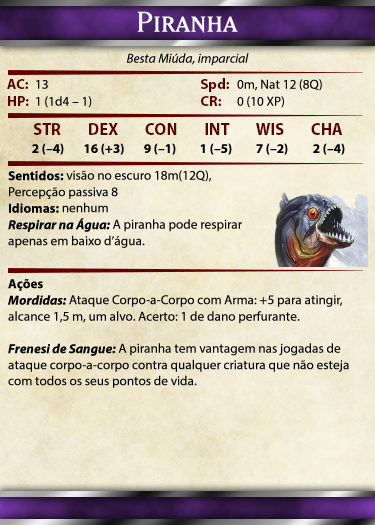 Piranha
Besta Miúda, imparcial
AC: 13 Spd: 0m, Nat 12 (8Q)
HP: 1 (1d4 – 1) CR: 0 (10 XP)
STR DEX CON INT WIS CHA
2 (–4) 16 (+3) 9 (–1) 1 (–5) 7 (–2) 2 (–4)
Sentidos: visão no escuro 18m(12Q),
Percepção passiva 8
Idiomas: nenhum
Respirar na Água: A piranha pode respirar
apenas em baixo d’água.
Ações
Mordidas: Ataque Corpo-a-Corpo com Arma: +5 para atingir,
alcance 1,5 m, um alvo. Acerto: 1 de dano perfurante.
Frenesi de Sangue: A piranha tem vantagem nas jogadas de
ataque corpo-a-corpo contra qualquer criatura que não esteja
com todos os seus pontos de vida.